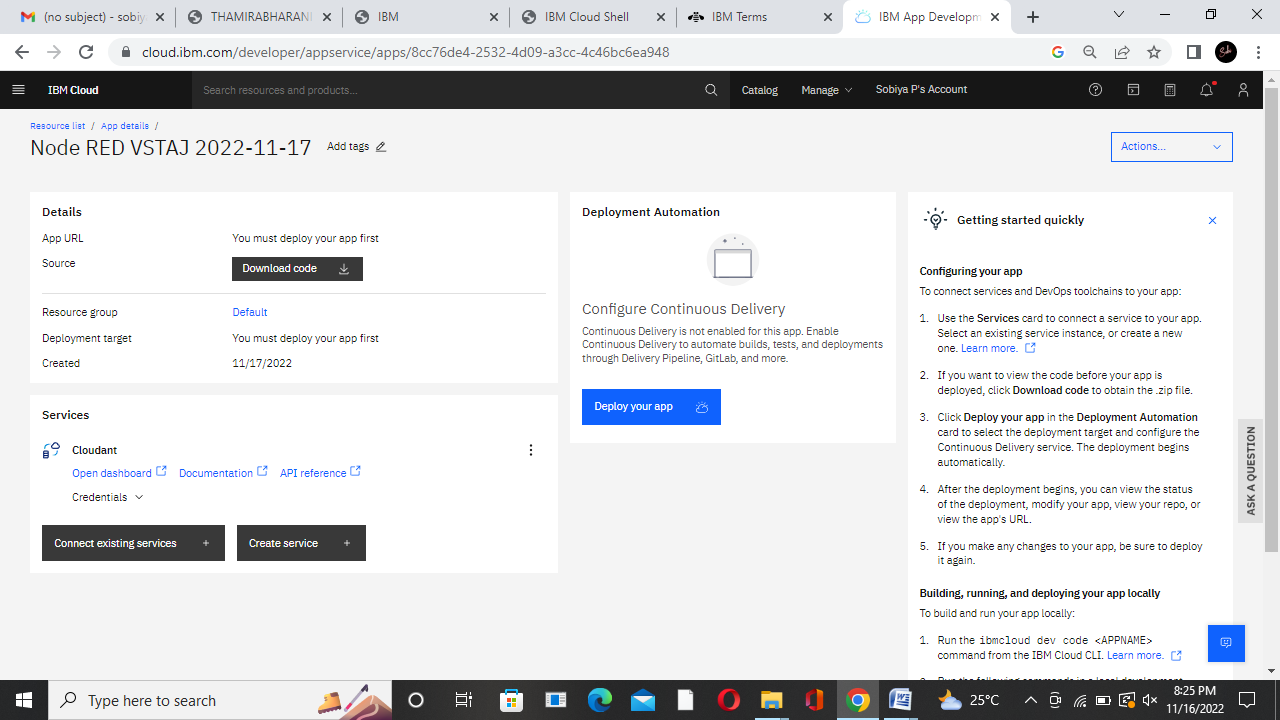 (no subject) - sobiy
THAMIRABHARANI
IBM
IBM Cloud Shell
IBM Terms
IBM App Developm
cloud.ibm.com/developer/appservice/apps/8cc76de4-2532-4d09-a3cc-4c46bc6ea948
IBM Cloud
Search resources and products...
Catalog
Manage
Sobiya P's Account
Resource list / App details /
Node RED VSTAJ 2022-11-17
Add tags
Actions...
Details
App URL
You must deploy your app first
Source
Download code
Resource group
Default
Deployment target
You must deploy your app first
Created
11/17/2022
Services
Cloudant
Open dashboard
Documentation
API reference
Credentials
Connect existing services +
Create service +
Deployment Automation
Configure Continuous Delivery
Continuous Delivery is not enabled for this app. Enable
Continuous Delivery to automate builds, tests, and deployments
through Delivery Pipeline, GitLab, and more.
Deploy your app
Getting started quickly
Configuring your app
To connect services and DevOps toolchains to your app:
1. Use the Services card to connect a service to your app.
Select an existing service instance, or create a new
one. Learn more.
2. If you want to view the code before your app is
deployed, click Download code to obtain the .zip file.
3. Click Deploy your app in the Deployment Automation
card to select the deployment target and configure the
Continuous Delivery service. The deployment begins
automatically.
4. After the deployment begins, you can view the status
of the deployment, modify your app, view your repo, or
view the app's URL.
5. If you make any changes to your app, be sure to deploy
it again.
Building, running, and deploying your app locally
To build and run your app locally:
1. Run the ibmcloud dev code <APPNAME>
command from the IBM Cloud CLI. Learn more.
2. Run the following commands in a local development
ASK A QUESTION
Type here to search
25°C
8:25 PM
11/16/2022